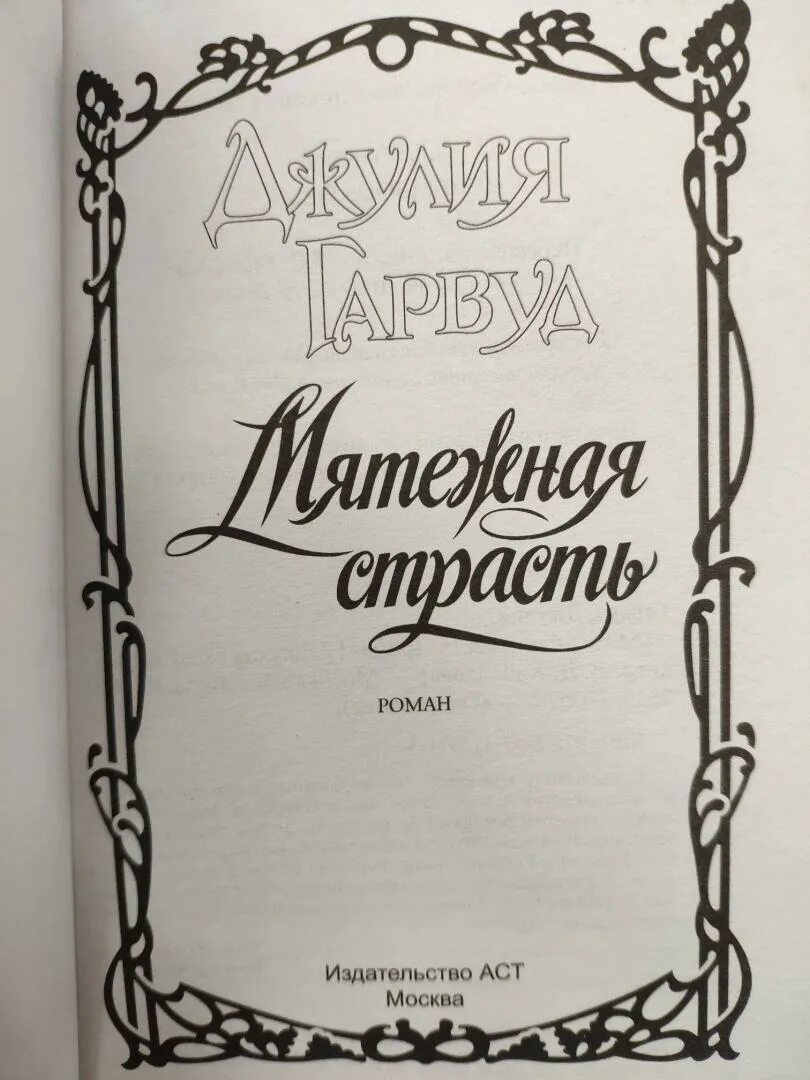 Джулия
Гарвуд
Мятежная
страсть
РОМАН
Издательство АСТ
Москва